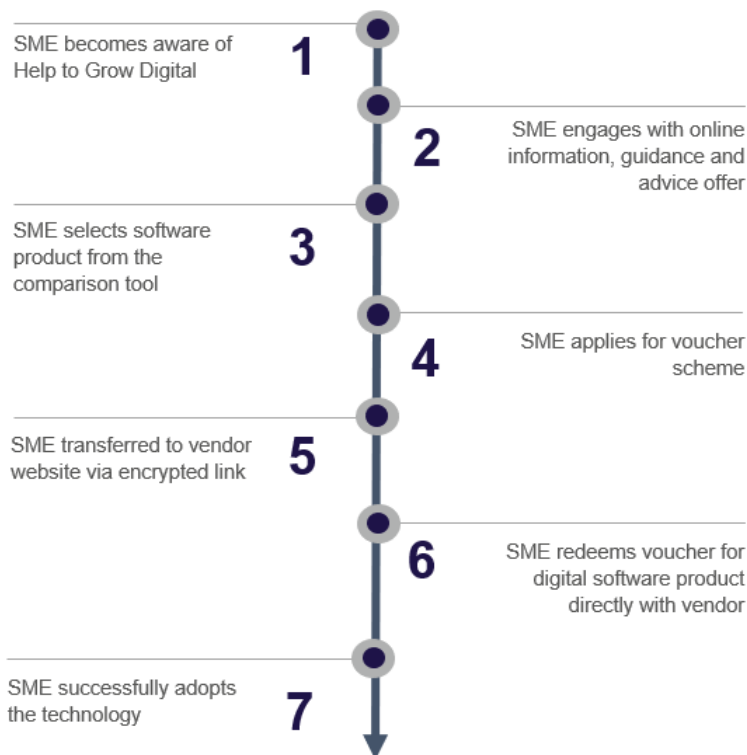 SME becomes aware of
Help to Grow Digital
1
2
SME engages with online
information, guidance and
advice offer
SME selects software
product from the
comparison tool
3
4
SME applies for voucher
scheme
SME transferred to vendor
website via encrypted link
5
6
SME redeems voucher for
digital software product
directly with vendor
SME successfully adopts
the technology
7